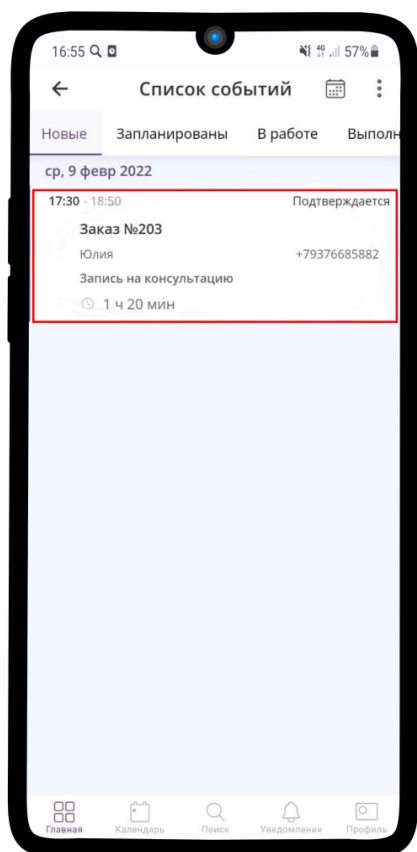 16:55 4G 57%
Список событий
Новые Запланированы В работе Выполн
ср, 9 февр 2022
17:30 - 18:50 Подтверждается
Заказ №203
Юлия +79376685882
Запись на консультацию
1 ч 20 мин
Главная Календарь Поиск Уведомления Профиль